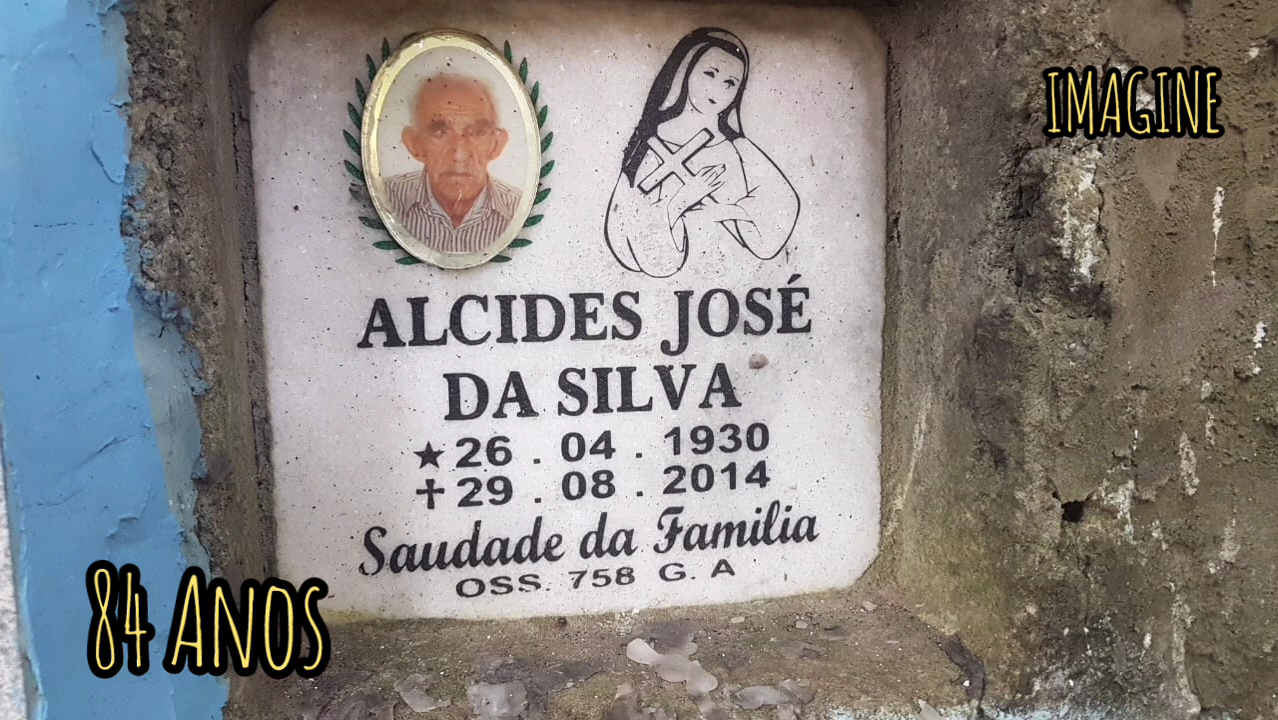 IMAGINE
ALCIDES JOSÉ
DA SILVA
★ 26 . 04 . 1930
✝ 29 . 08 . 2014
Saudade da Familia
OSS. 758 G. A
84 ANOS